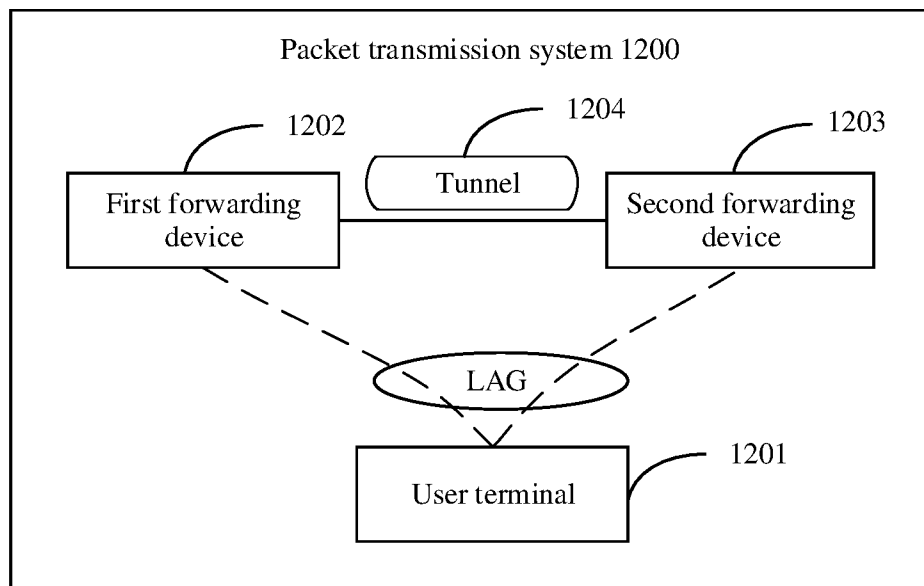 Packet transmission system 1200
1202
1204
1203
First forwarding
device
Tunnel
Second forwarding
device
LAG
User terminal
1201